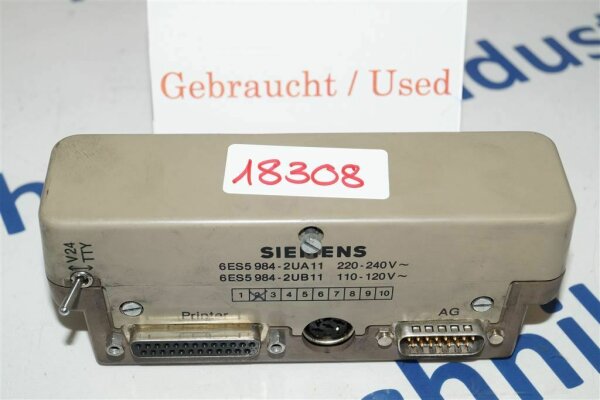 Gebraucht / Used
18308
SIEMENS
6ES5 984-2UA11 220-240V~
6ES5 984-2UB11 110-120V~
1 2 3 4 5 6 7 8 9 10
V24
TTY
Printer
AG